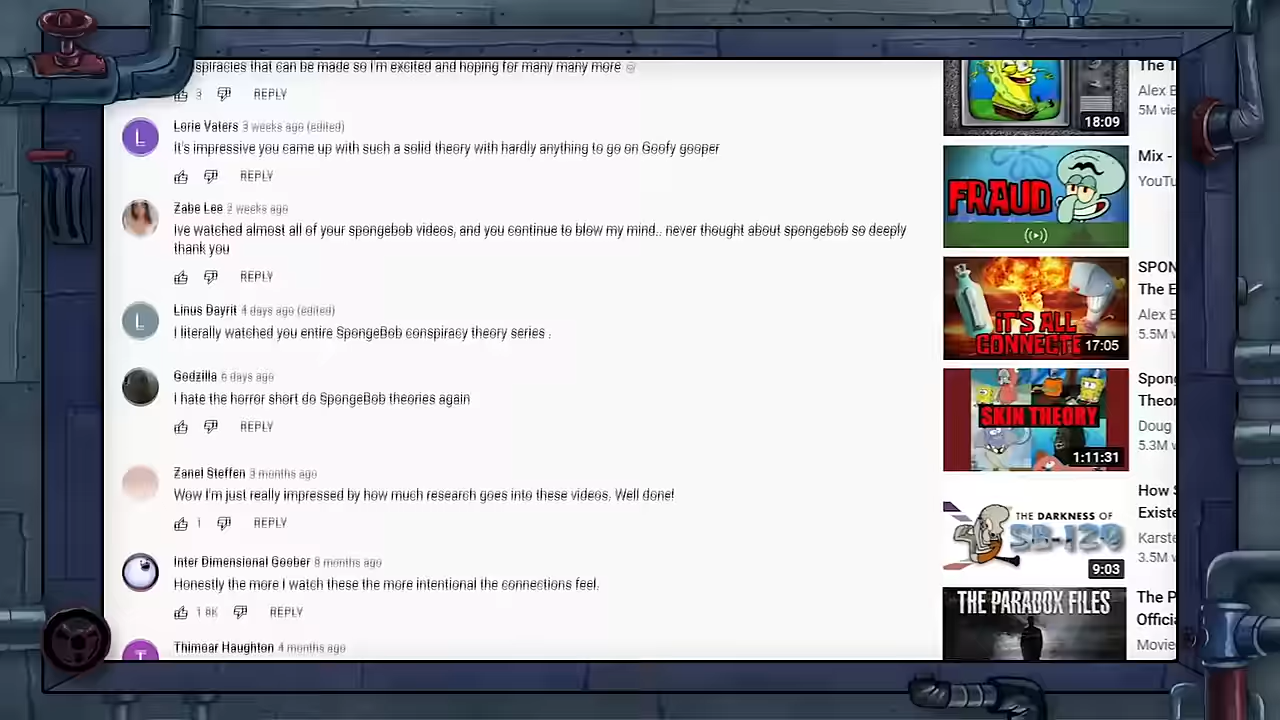 spiracies that can be made so I'm excited and hoping for many many more
3 REPLY
Lorie Vaters 3 weeks ago (edited)
It's impressive you came up with such a solid theory with hardly anything to go on Goofy gooper
REPLY
Zabe Lee 2 weeks ago
Ive watched almost all of your spongebob videos, and you continue to blow my mind.. never thought about spongebob so deeply
thank you
REPLY
Linus Dayrit 4 days ago (edited)
I literally watched you entire SpongeBob conspiracy theory series .
Godzilla 6 days ago
I hate the horror short do SpongeBob theories again
REPLY
Zanel Steffen 3 months ago
Wow I'm just really impressed by how much research goes into these videos. Well done!
1 REPLY
Inter Dimensional Goober 8 months ago
Honestly the more I watch these the more intentional the connections feel.
1.8K REPLY
Thimoar Haughton 4 months ago
The T
Alex B
5M vie
18:09
Mix -
YouTu
FRAUD
SPON
The E
Alex B
5.5M v
IT'S ALL
CONNECTE
17:05
Spong
Theor
Doug
5.3M v
SKIN THEORY
1:11:31
How S
Existe
Karste
3.5M v
THE DARKNESS OF
SB-129
9:03
The P
Offici
Movie
THE PARADOX FILES